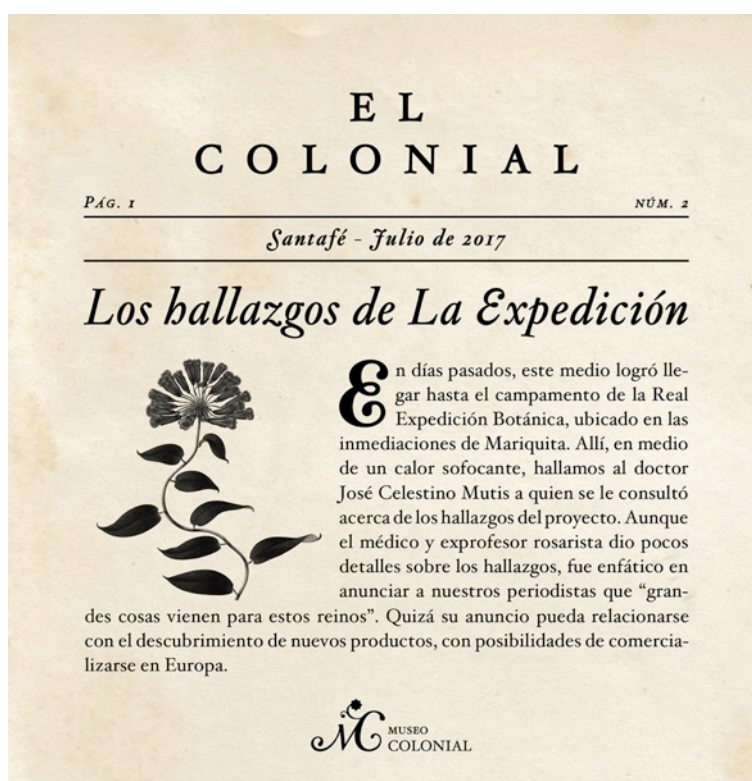 EL
COLONIAL
PÁG. 1 NÚM. 2
Santafé - Julio de 2017
Los hallazgos de La Expedición
En días pasados, este medio logró lle-
gar hasta el campamento de la Real
Expedición Botánica, ubicado en las
inmediaciones de Mariquita. Allí, en medio
de un calor sofocante, hallamos al doctor
José Celestino Mutis a quien se le consultó
acerca de los hallazgos del proyecto. Aunque
el médico y exprofesor rosarista dio pocos
detalles sobre los hallazgos, fue enfático en
anunciar a nuestros periodistas que “gran-
des cosas vienen para estos reinos”. Quizá su anuncio pueda relacionarse
con el descubrimiento de nuevos productos, con posibilidades de comercia-
lizarse en Europa.
MC MUSEO
COLONIAL